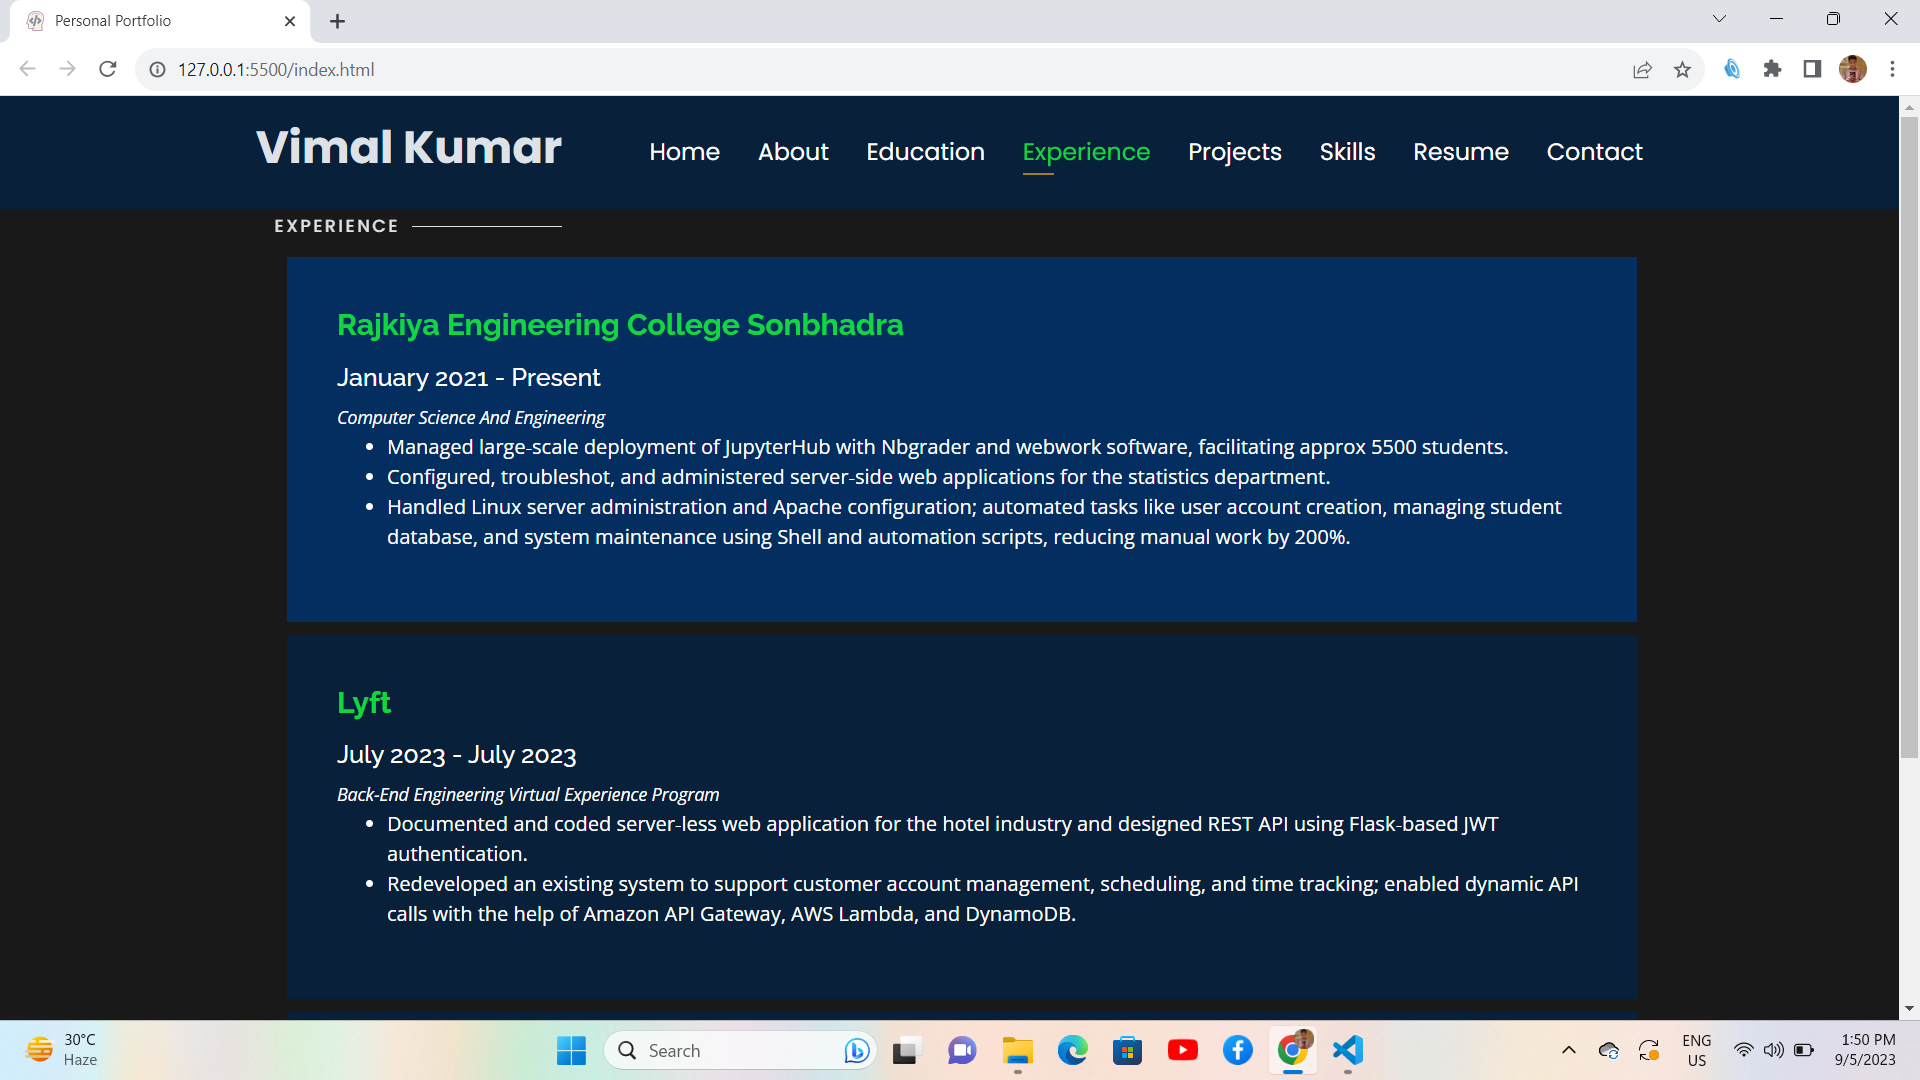 Personal Portfolio
127.0.0.1:5500/index.html
Vimal Kumar
Home About Education Experience Projects Skills Resume Contact
EXPERIENCE
Rajkiya Engineering College Sonbhadra
January 2021 - Present
Computer Science And Engineering
• Managed large-scale deployment of JupyterHub with Nbgrader and webwork software, facilitating approx 5500 students.
• Configured, troubleshot, and administered server-side web applications for the statistics department.
• Handled Linux server administration and Apache configuration; automated tasks like user account creation, managing student
database, and system maintenance using Shell and automation scripts, reducing manual work by 200%.
Lyft
July 2023 - July 2023
Back-End Engineering Virtual Experience Program
• Documented and coded server-less web application for the hotel industry and designed REST API using Flask-based JWT
authentication.
• Redeveloped an existing system to support customer account management, scheduling, and time tracking; enabled dynamic API
calls with the help of Amazon API Gateway, AWS Lambda, and DynamoDB.
30°C
Haze
Search
ENG
US
1:50 PM
9/5/2023